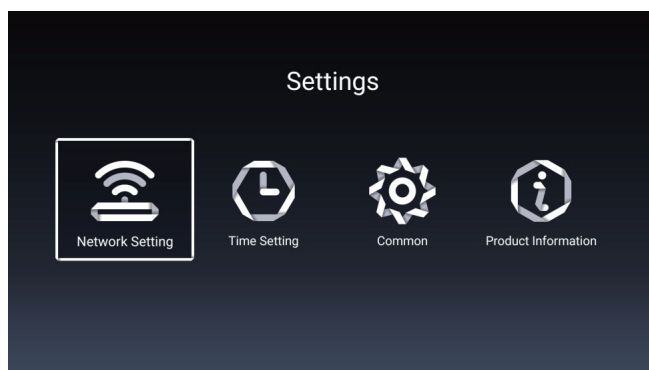 Settings
Network Setting
Time Setting
Common
Product Information